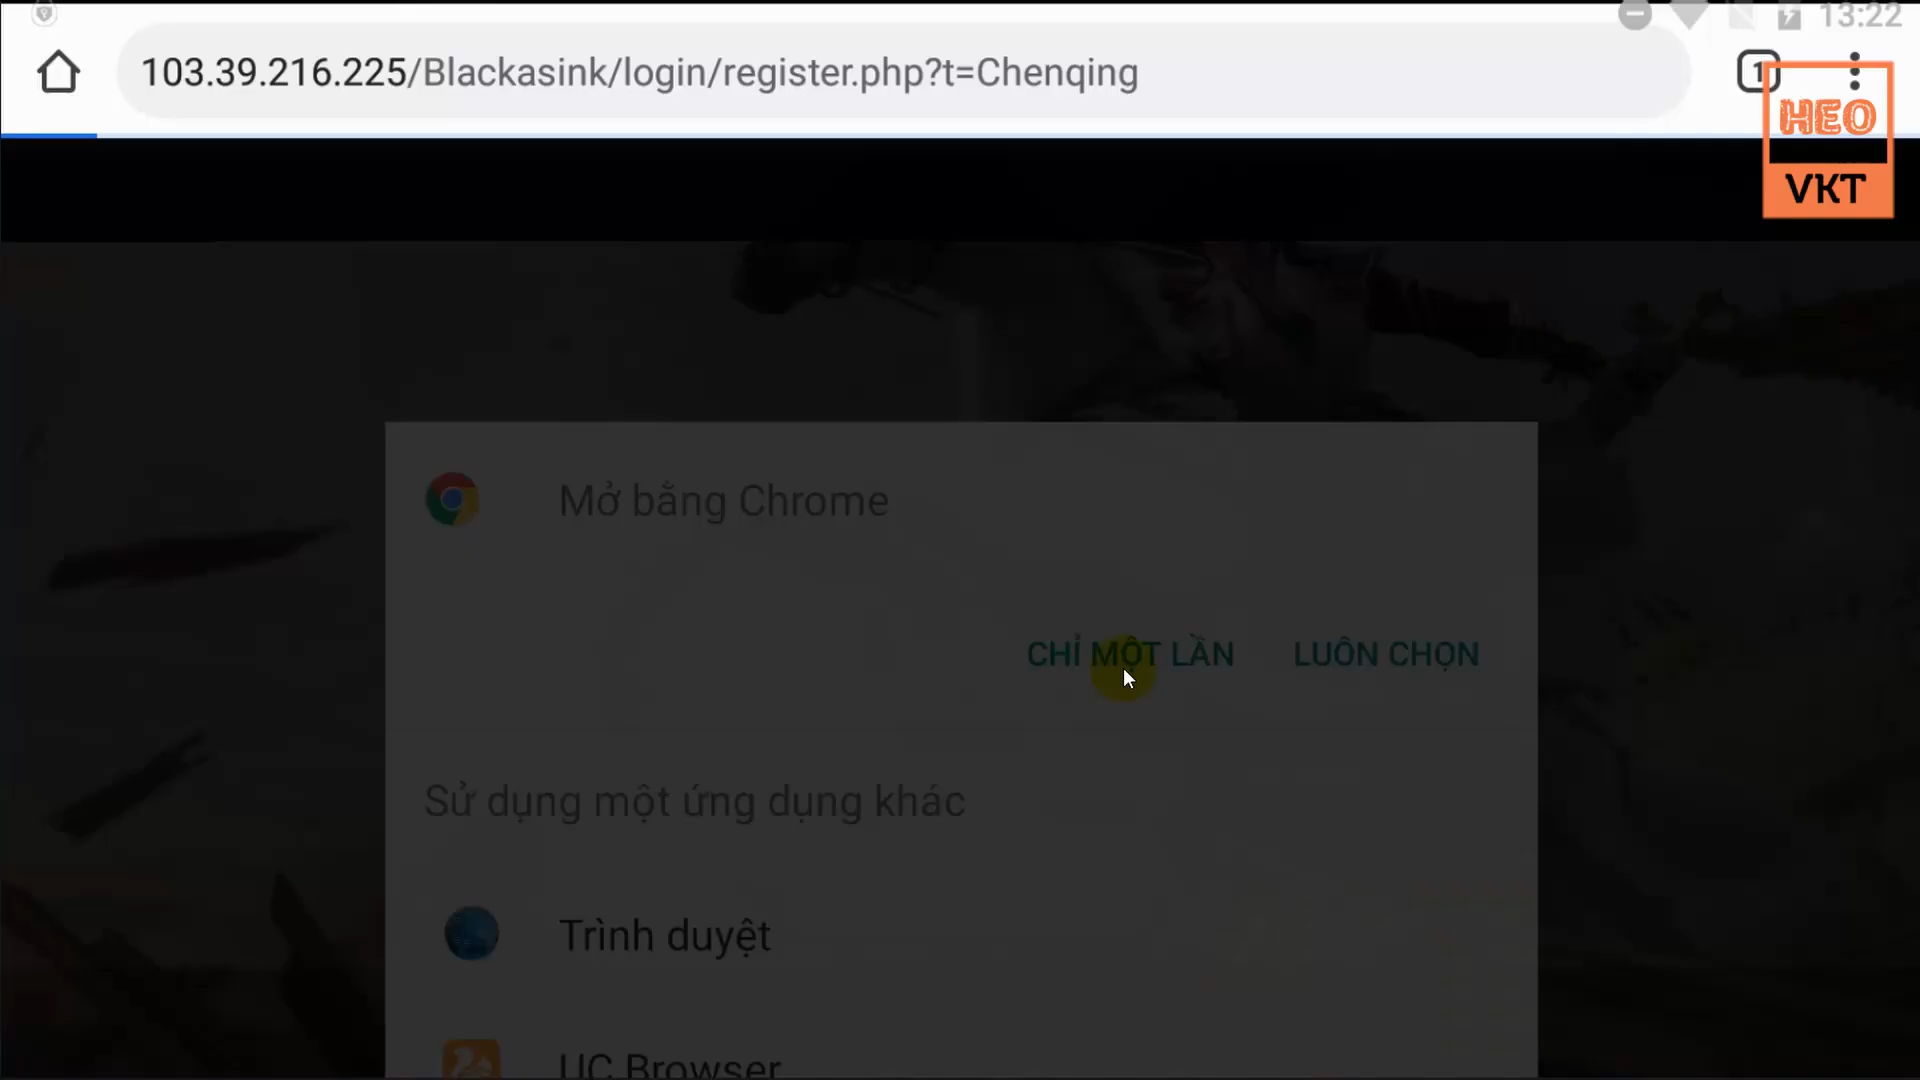 13:22
103.39.216.225/Blackasink/login/register.php?t=Chenqing
1
HEO
VKT
Mở bằng Chrome
CHỈ MỘT LẦN LUÔN CHỌN
Sử dụng một ứng dụng khác
Trình duyệt
UC Browser